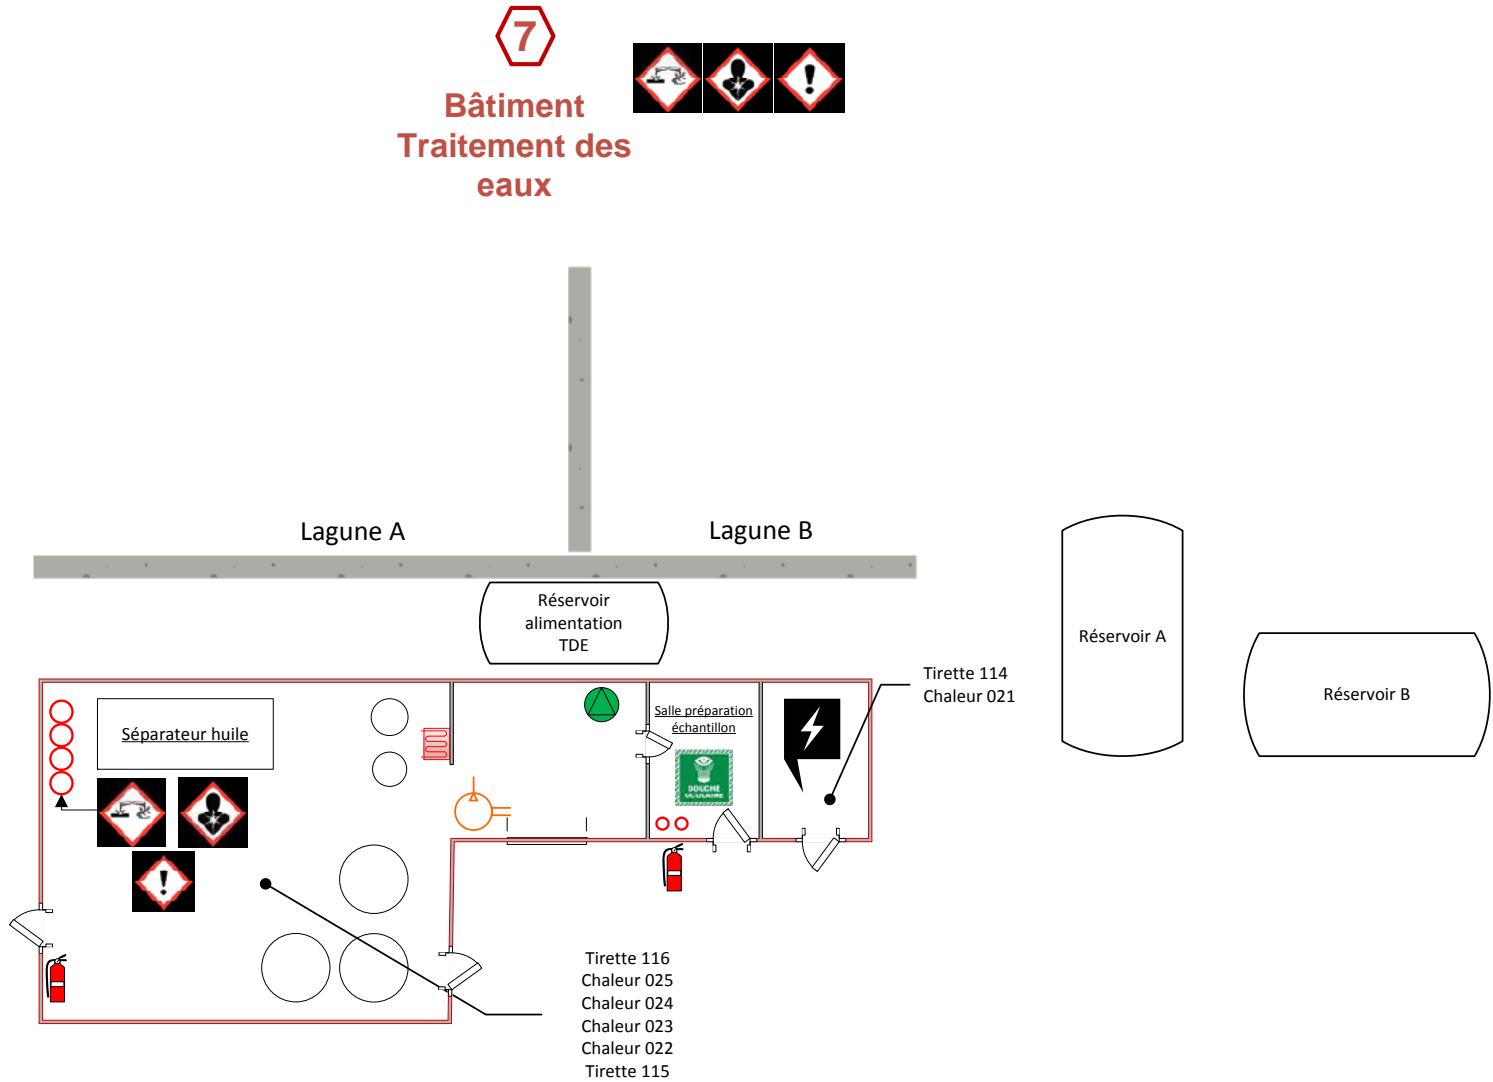 7
Bâtiment
Traitement des
eaux
Lagune A
Lagune B
Réservoir
alimentation
TDE
Réservoir A
Réservoir B
Tirette 114
Chaleur 021
Séparateur huile
Salle préparation
échantillon
DOUCHE
OCULAIRE
Tirette 116
Chaleur 025
Chaleur 024
Chaleur 023
Chaleur 022
Tirette 115